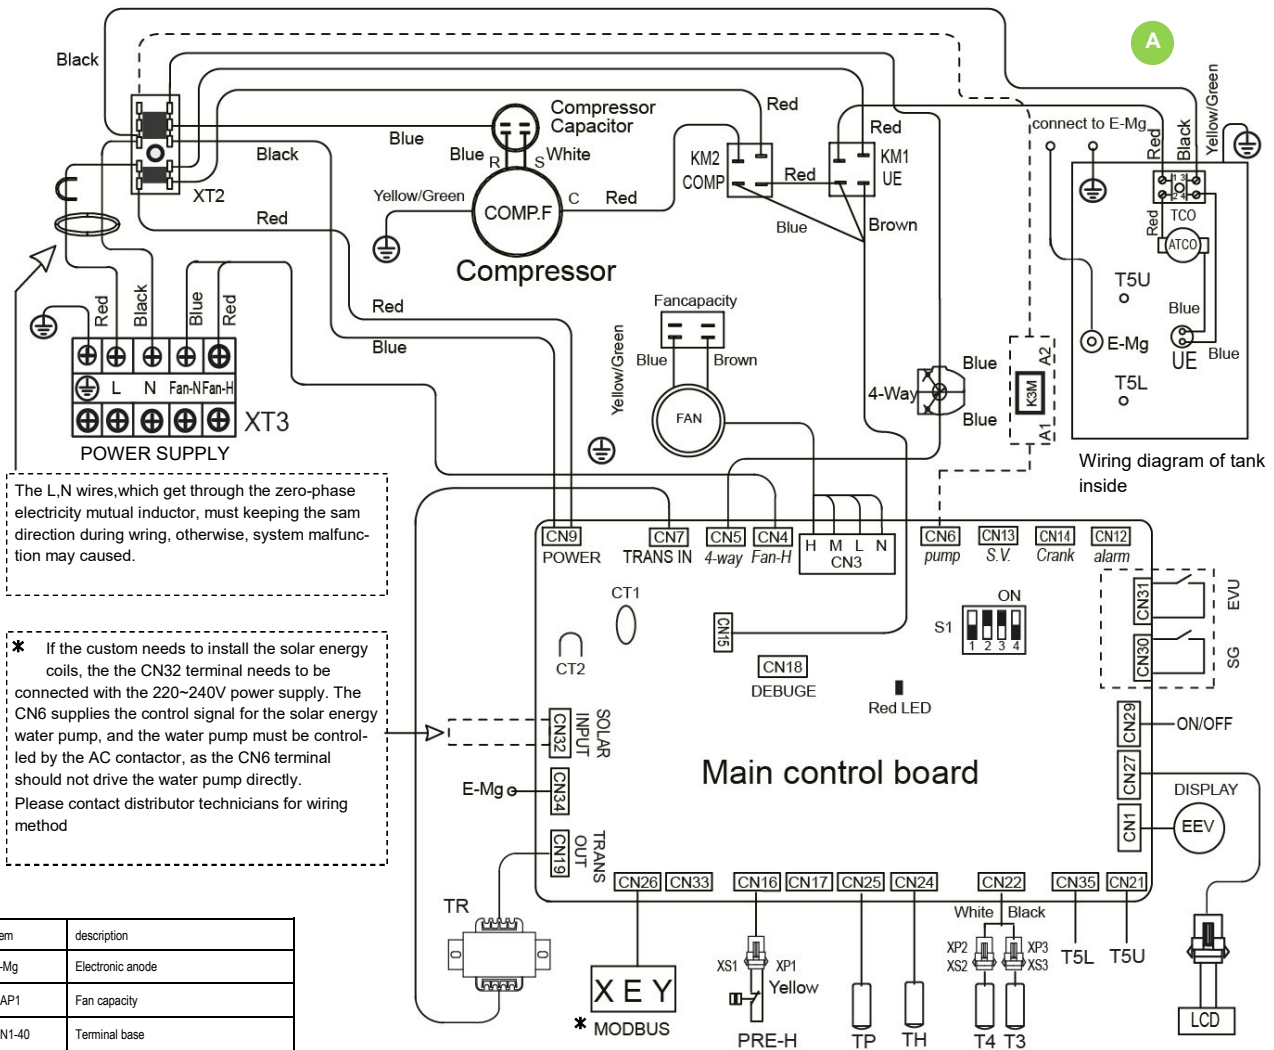 A
Black
Compressor
Capacitor
Red
Red
Blue
Black
Blue
White
R
S
connect to E-Mg
Red
Black
Yellow/Green
KM2
COMP
KM1
UE
Red
XT2
Yellow/Green
COMP.F
C
Red
Red
Blue
Brown
Compressor
1 3
2 4
TCO
Red
ATCO
T5U
Blue
E-Mg
UE
Blue
T5L
Red
Black
Blue
Red
Red
Blue
Fancapacity
Yellow/Green
Blue
Brown
FAN
4-Way
Blue
Blue
A2
K3M
A1
L
N
Fan-N
Fan-H
XT3
POWER SUPPLY
Wiring diagram of tank
inside
The L,N wires,which get through the zero-phase
electricity mutual inductor, must keeping the sam
direction during wring, otherwise, system malfunc-
tion may caused.
CN9
POWER
CN7
TRANS IN
CN5
4-way
CN4
Fan-H
H M L N
CN3
CN6
pump
CN13
S.V.
CN14
Crank
CN12
alarm
CT1
CT2
CN15
CN18
DEBUGE
ON
S1
1 2 3 4
Red LED
CN31
EVU
CN30
SG
CN29
ON/OFF
CN27
DISPLAY
CN1
EEV
* If the custom needs to install the solar energy
coils, the the CN32 terminal needs to be
connected with the 220~240V power supply. The
CN6 supplies the control signal for the solar energy
water pump, and the water pump must be control-
led by the AC contactor, as the CN6 terminal
should not drive the water pump directly.
Please contact distributor technicians for wiring
method
CN32
SOLAR
INPUT
E-Mg
CN34
CN19
TRANS
OUT
Main control board
CN26
CN33
CN16
CN17
CN25
CN24
CN22
CN35
CN21
White
Black
TR
XEY
* MODBUS
XS1
XP1
Yellow
PRE-H
TP
TH
XP2
XS2
XP3
XS3
T4
T3
T5L
T5U
LCD
em description
-Mg Electronic anode
AP1 Fan capacity
N1-40 Terminal base